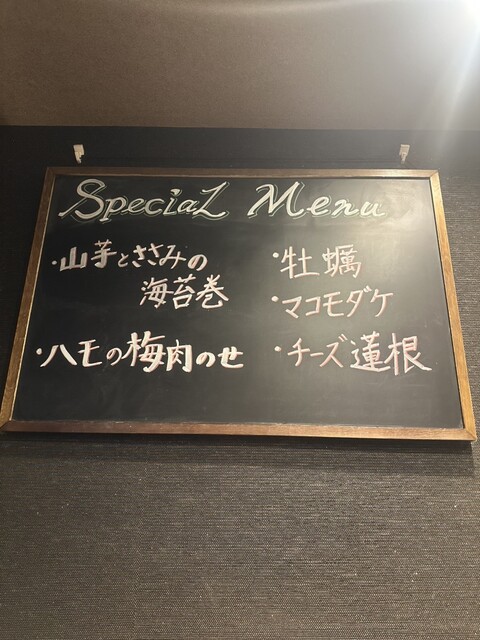 Special Menu
・山芋とささみの
海苔巻
・ハモの梅肉のせ
・牡蠣
・マコモダケ
・チーズ蓮根